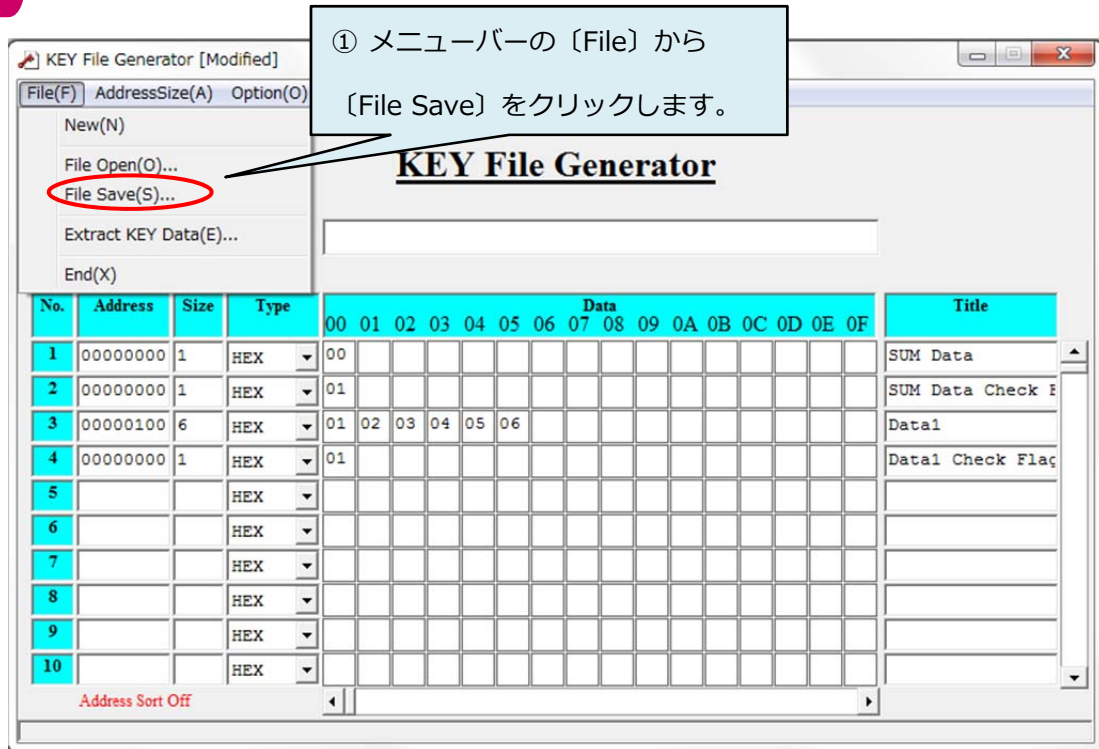 ① メニューバーの〔File〕から
〔File Save〕をクリックします。
KEY File Generator [Modified]
File(F) AddressSize(A) Option(O)
New(N)
File Open(O)...
File Save(S)...
Extract KEY Data(E)...
End(X)
KEY File Generator
No. Address Size Type Data Title
00 01 02 03 04 05 06 07 08 09 0A 0B 0C 0D 0E 0F
1 00000000 1 HEX 00 SUM Data
2 00000000 1 HEX 01 SUM Data Check
3 00000100 6 HEX 01 02 03 04 05 06 Data1
4 00000000 1 HEX 01 Data1 Check Flag
5 HEX
6 HEX
7 HEX
8 HEX
9 HEX
10 HEX
Address Sort Off